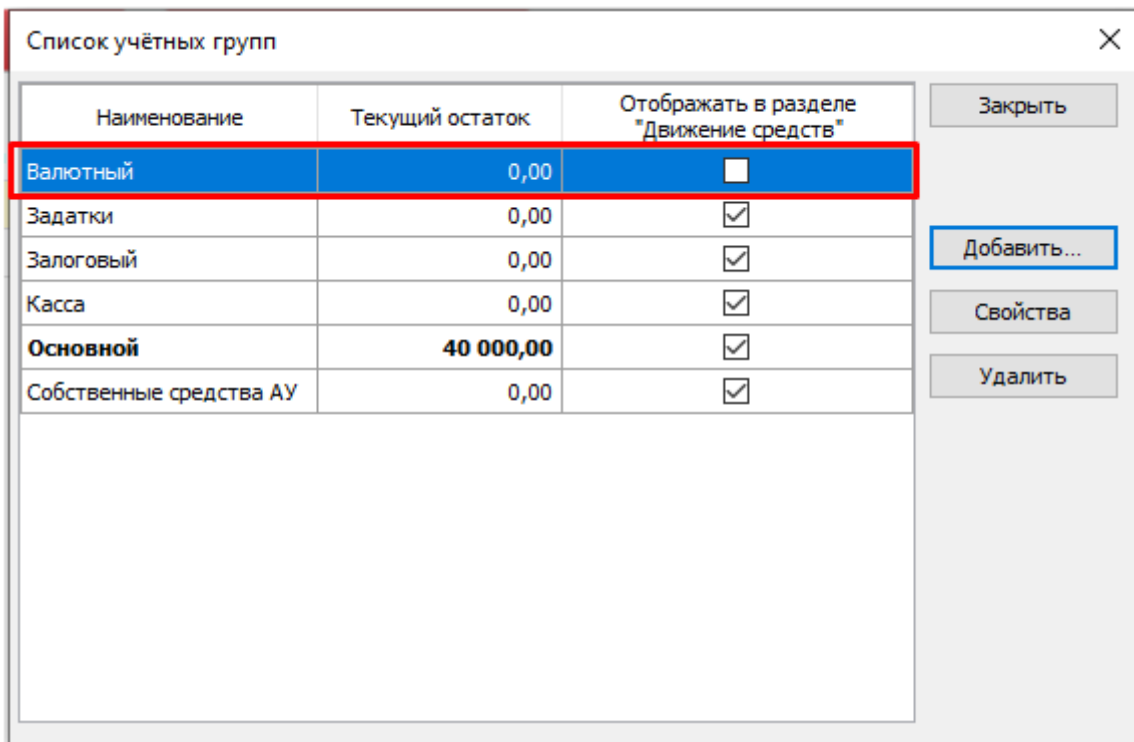 Список учётных групп
Наименование Текущий остаток Отображать в разделе
"Движение средств"
Закрыть
Валютный 0,00
Задатки 0,00
Залоговый 0,00
Добавить...
Касса 0,00
Свойства
Основной 40 000,00
Удалить
Собственные средства АУ 0,00